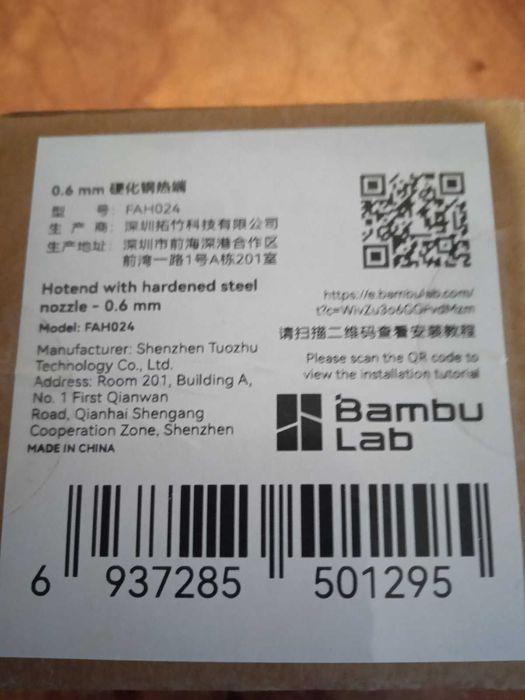 0.6 mm 硬化钢热端
型 号: FAH024
生 产 商: 深圳拓竹科技有限公司
生产地址: 深圳市前海深港合作区
前湾一路1号A栋201室
Hotend with hardened steel
nozzle - 0.6 mm
Model: FAH024
Manufacturer: Shenzhen Tuozhu
Technology Co., Ltd.
Address: Room 201, Building A,
No. 1 First Qianwan
Road, Qianhai Shengang
Cooperation Zone, Shenzhen
MADE IN CHINA
https://e.bambulab.com/
请扫描二维码查看安装教程
Please scan the QR code to
view the installation tutorial
Bambu
Lab
6 937285 501295